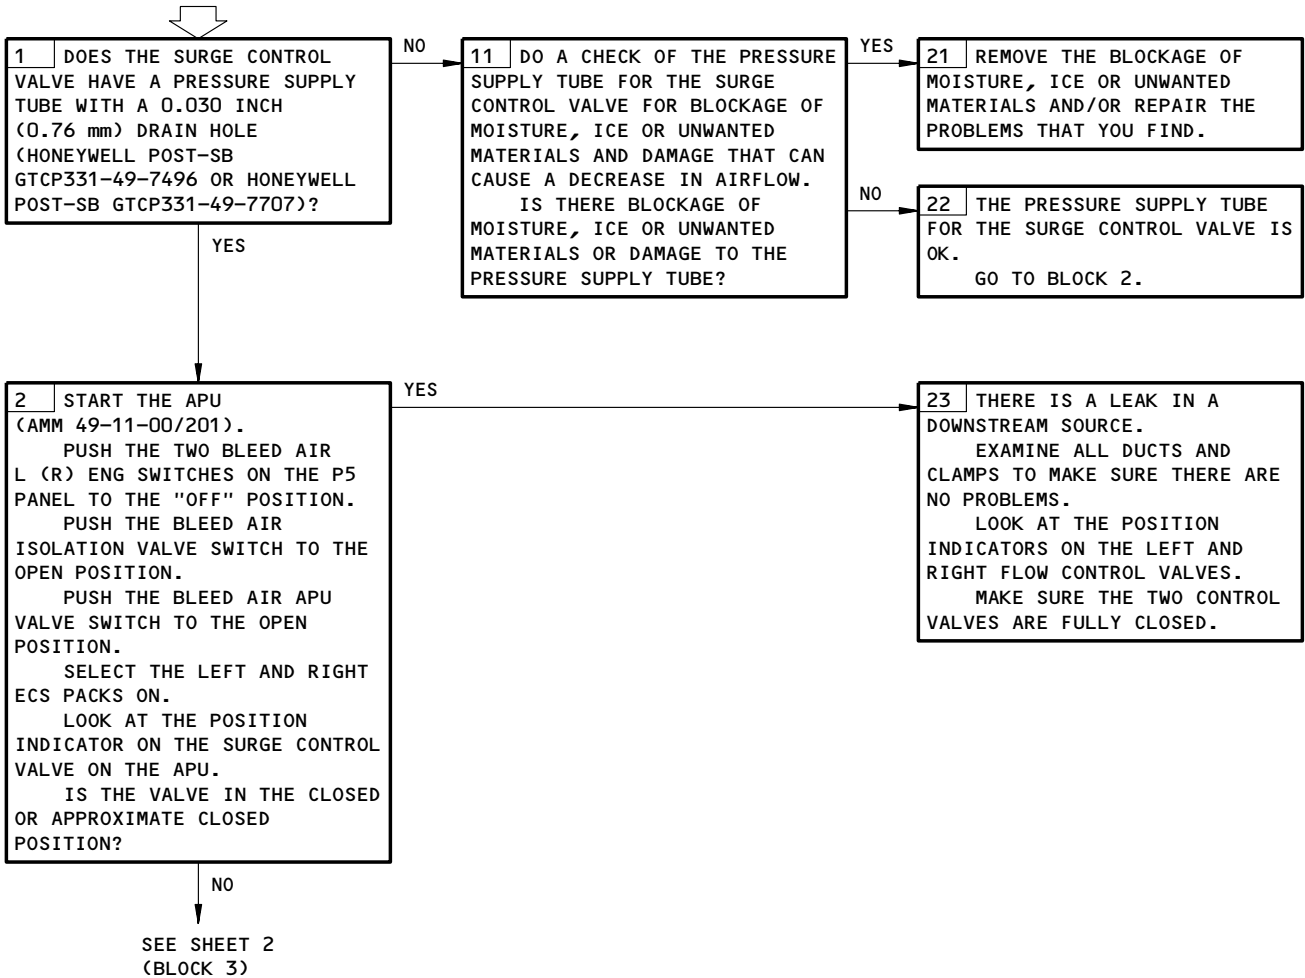 1 DOES THE SURGE CONTROL
VALVE HAVE A PRESSURE SUPPLY
TUBE WITH A 0.030 INCH
(0.76 mm) DRAIN HOLE
(HONEYWELL POST-SB
GTCP331-49-7496 OR HONEYWELL
POST-SB GTCP331-49-7707)?
NO
YES
11 DO A CHECK OF THE PRESSURE
SUPPLY TUBE FOR THE SURGE
CONTROL VALVE FOR BLOCKAGE OF
MOISTURE, ICE OR UNWANTED
MATERIALS AND DAMAGE THAT CAN
CAUSE A DECREASE IN AIRFLOW.
IS THERE BLOCKAGE OF
MOISTURE, ICE OR UNWANTED
MATERIALS OR DAMAGE TO THE
PRESSURE SUPPLY TUBE?
YES
21 REMOVE THE BLOCKAGE OF
MOISTURE, ICE OR UNWANTED
MATERIALS AND/OR REPAIR THE
PROBLEMS THAT YOU FIND.
NO
22 THE PRESSURE SUPPLY TUBE
FOR THE SURGE CONTROL VALVE IS
OK.
GO TO BLOCK 2.
2 START THE APU
(AMM 49-11-00/201).
PUSH THE TWO BLEED AIR
L (R) ENG SWITCHES ON THE P5
PANEL TO THE "OFF" POSITION.
PUSH THE BLEED AIR
ISOLATION VALVE SWITCH TO THE
OPEN POSITION.
PUSH THE BLEED AIR APU
VALVE SWITCH TO THE OPEN
POSITION.
SELECT THE LEFT AND RIGHT
ECS PACKS ON.
LOOK AT THE POSITION
INDICATOR ON THE SURGE CONTROL
VALVE ON THE APU.
IS THE VALVE IN THE CLOSED
OR APPROXIMATE CLOSED
POSITION?
YES
23 THERE IS A LEAK IN A
DOWNSTREAM SOURCE.
EXAMINE ALL DUCTS AND
CLAMPS TO MAKE SURE THERE ARE
NO PROBLEMS.
LOOK AT THE POSITION
INDICATORS ON THE LEFT AND
RIGHT FLOW CONTROL VALVES.
MAKE SURE THE TWO CONTROL
VALVES ARE FULLY CLOSED.
NO
SEE SHEET 2
(BLOCK 3)